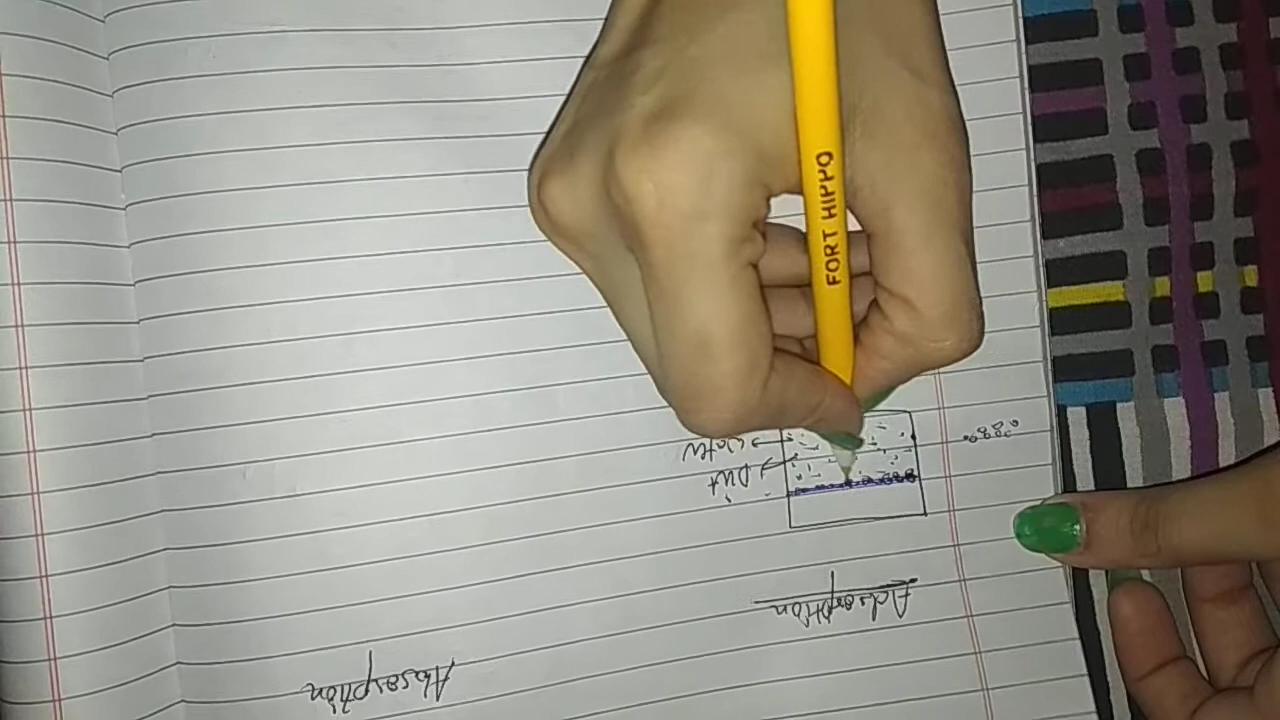 Absorption
Adsorption
→ Dirt
→ Water
FORT HIPPO